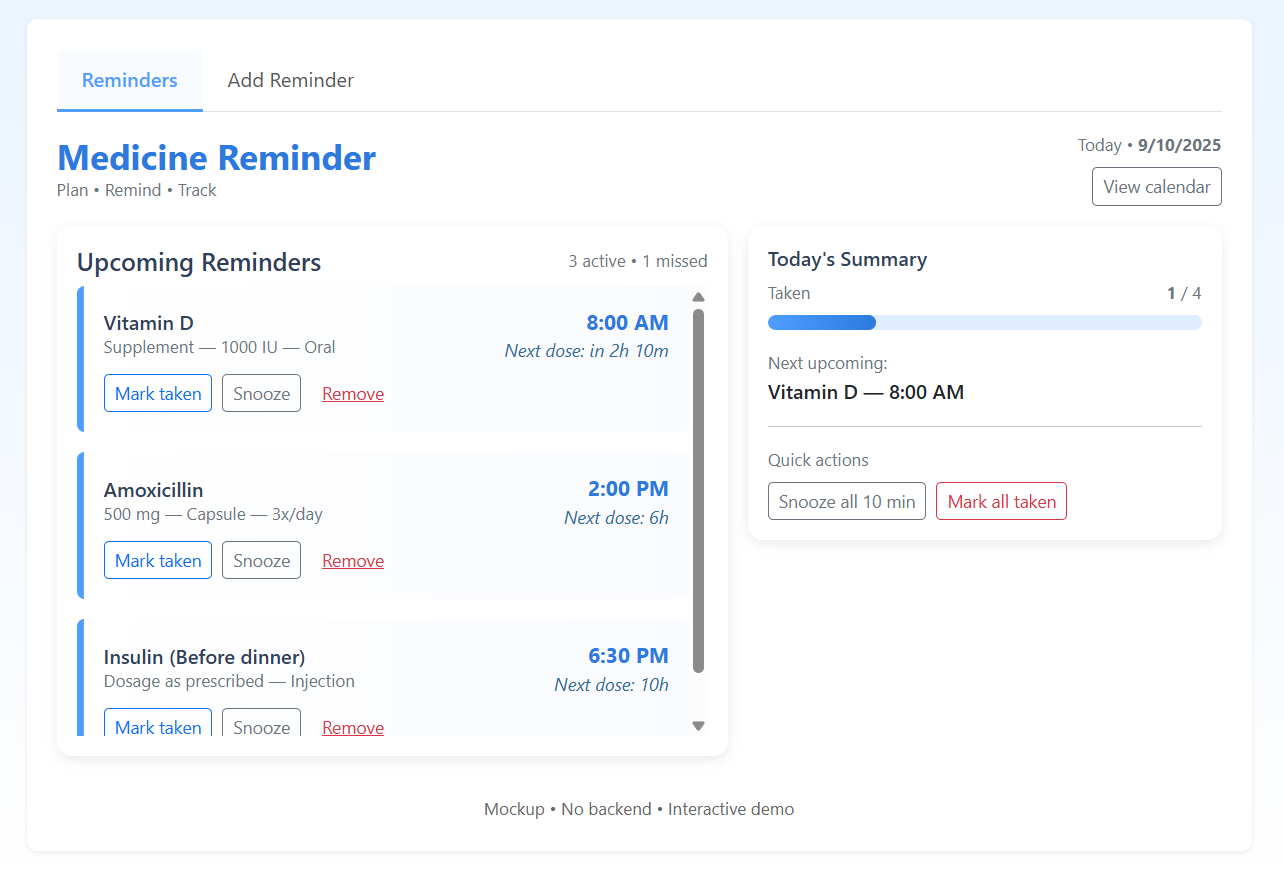 Reminders
Add Reminder
Medicine Reminder
Plan • Remind • Track
Today • 9/10/2025
View calendar
Upcoming Reminders
3 active • 1 missed
Vitamin D
8:00 AM
Supplement — 1000 IU — Oral
Next dose: in 2h 10m
Mark taken
Snooze
Remove
Amoxicillin
2:00 PM
500 mg — Capsule — 3x/day
Next dose: 6h
Mark taken
Snooze
Remove
Insulin (Before dinner)
6:30 PM
Dosage as prescribed — Injection
Next dose: 10h
Mark taken
Snooze
Remove
Today's Summary
Taken
1 / 4
Next upcoming:
Vitamin D — 8:00 AM
Quick actions
Snooze all 10 min
Mark all taken
Mockup • No backend • Interactive demo